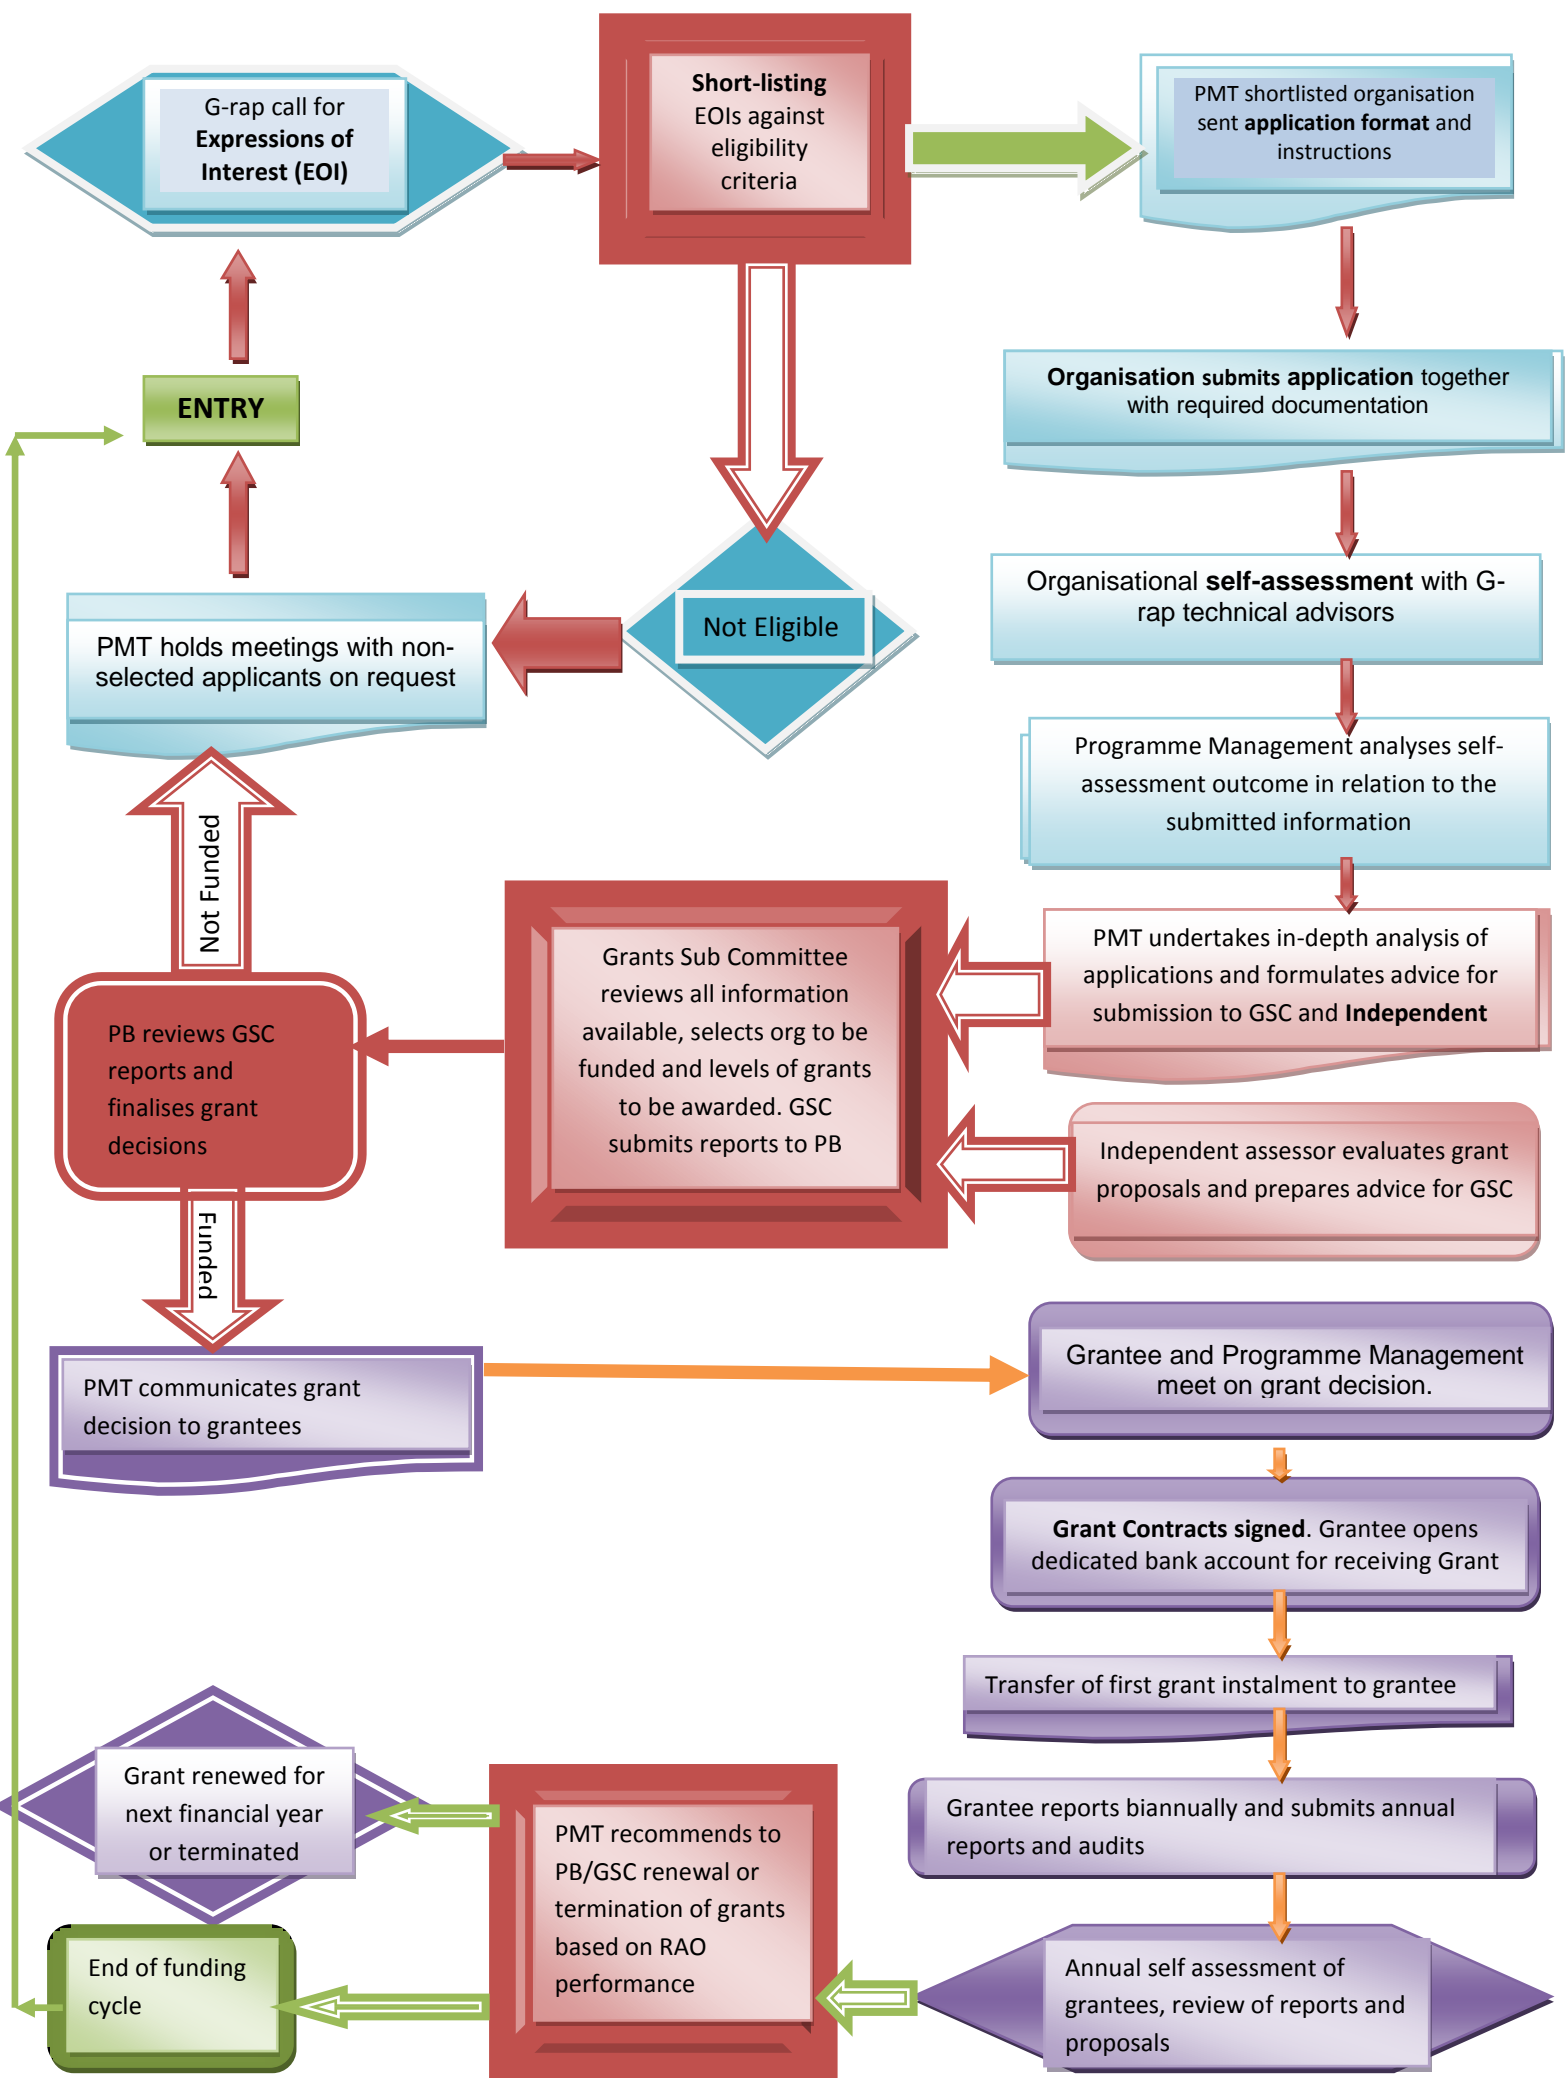 G-rap call for
Expressions of
Interest (EOI)
Short-listing
EOIs against
eligibility
criteria
PMT shortlisted organisation
sent application format and
instructions
ENTRY
Organisation submits application together
with required documentation
Organisational self-assessment with G-
rap technical advisors
Not Eligible
PMT holds meetings with non-
selected applicants on request
Programme Management analyses self-
assessment outcome in relation to the
submitted information
Not Funded
PMT undertakes in-depth analysis of
applications and formulates advice for
submission to GSC and Independent
Grants Sub Committee
reviews all information
available, selects org to be
funded and levels of grants
to be awarded. GSC
submits reports to PB
PB reviews GSC
reports and
finalises grant
decisions
Independent assessor evaluates grant
proposals and prepares advice for GSC
Funded
PMT communicates grant
decision to grantees
Grantee and Programme Management
meet on grant decision.
Grant Contracts signed. Grantee opens
dedicated bank account for receiving Grant
Transfer of first grant instalment to grantee
Grantee reports biannually and submits annual
reports and audits
Annual self assessment of
grantees, review of reports and
proposals
PMT recommends to
PB/GSC renewal or
termination of grants
based on RAO
performance
Grant renewed for
next financial year
or terminated
End of funding
cycle